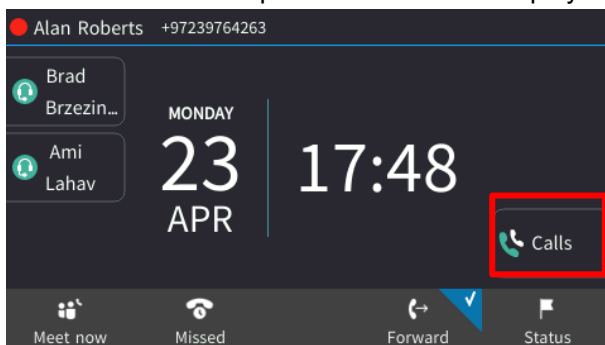 Alan Roberts +97239764263
Brad
Brzezin...
Ami
Lahav
MONDAY
23
APR
17:48
Calls
Meet now Missed Forward Status